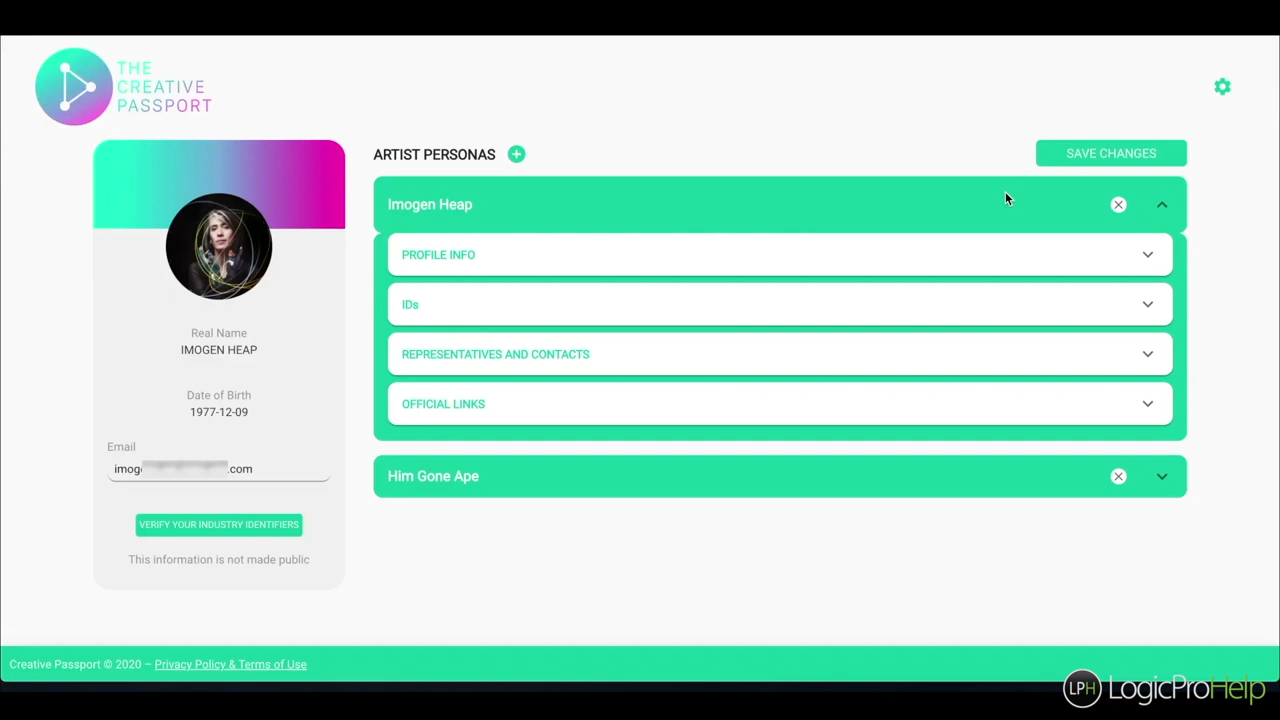 THE
CREATIVE
PASSPORT
ARTIST PERSONAS
SAVE CHANGES
Imogen Heap
PROFILE INFO
IDs
REPRESENTATIVES AND CONTACTS
OFFICIAL LINKS
Him Gone Ape
Real Name
IMOGEN HEAP
Date of Birth
1977-12-09
Email
imog .com
VERIFY YOUR INDUSTRY IDENTIFIERS
This information is not made public
Creative Passport © 2020 – Privacy Policy & Terms of Use
LPH LogicProHelp